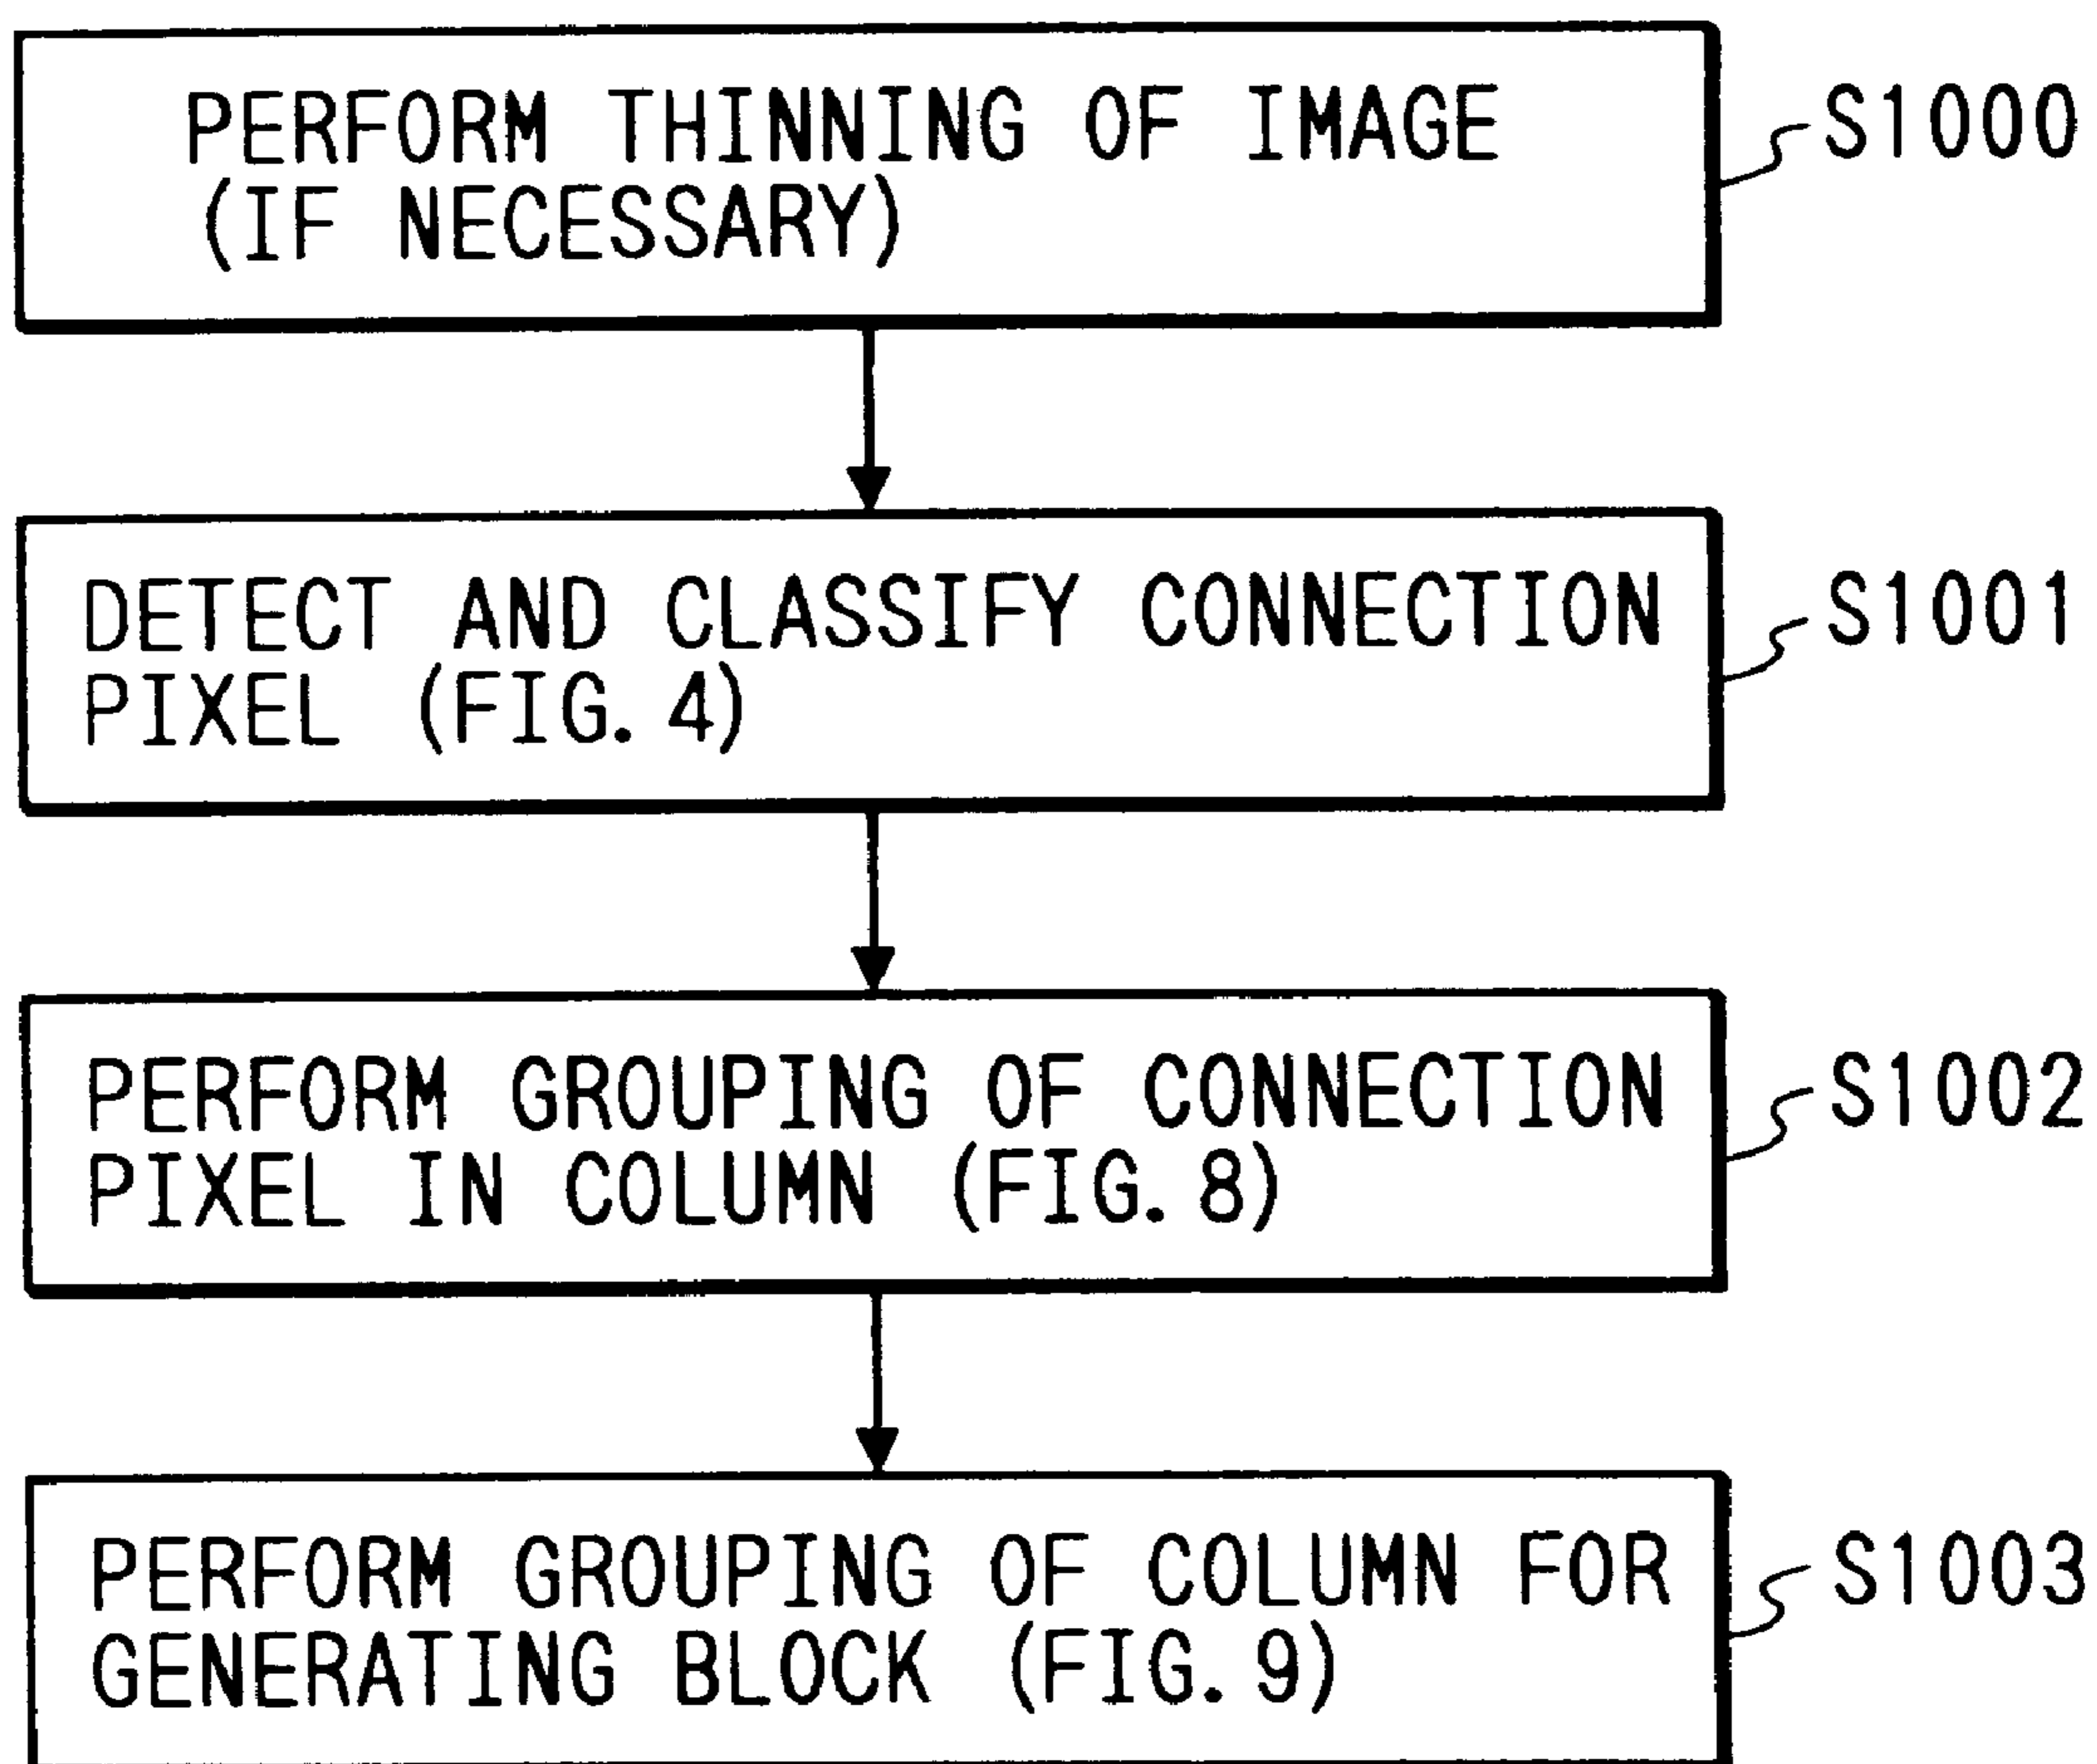 PERFORM THINNING OF IMAGE
(IF NECESSARY)
S1000
DETECT AND CLASSIFY CONNECTION
PIXEL (FIG. 4)
S1001
PERFORM GROUPING OF CONNECTION
PIXEL IN COLUMN (FIG. 8)
S1002
PERFORM GROUPING OF COLUMN FOR
GENERATING BLOCK (FIG. 9)
S1003